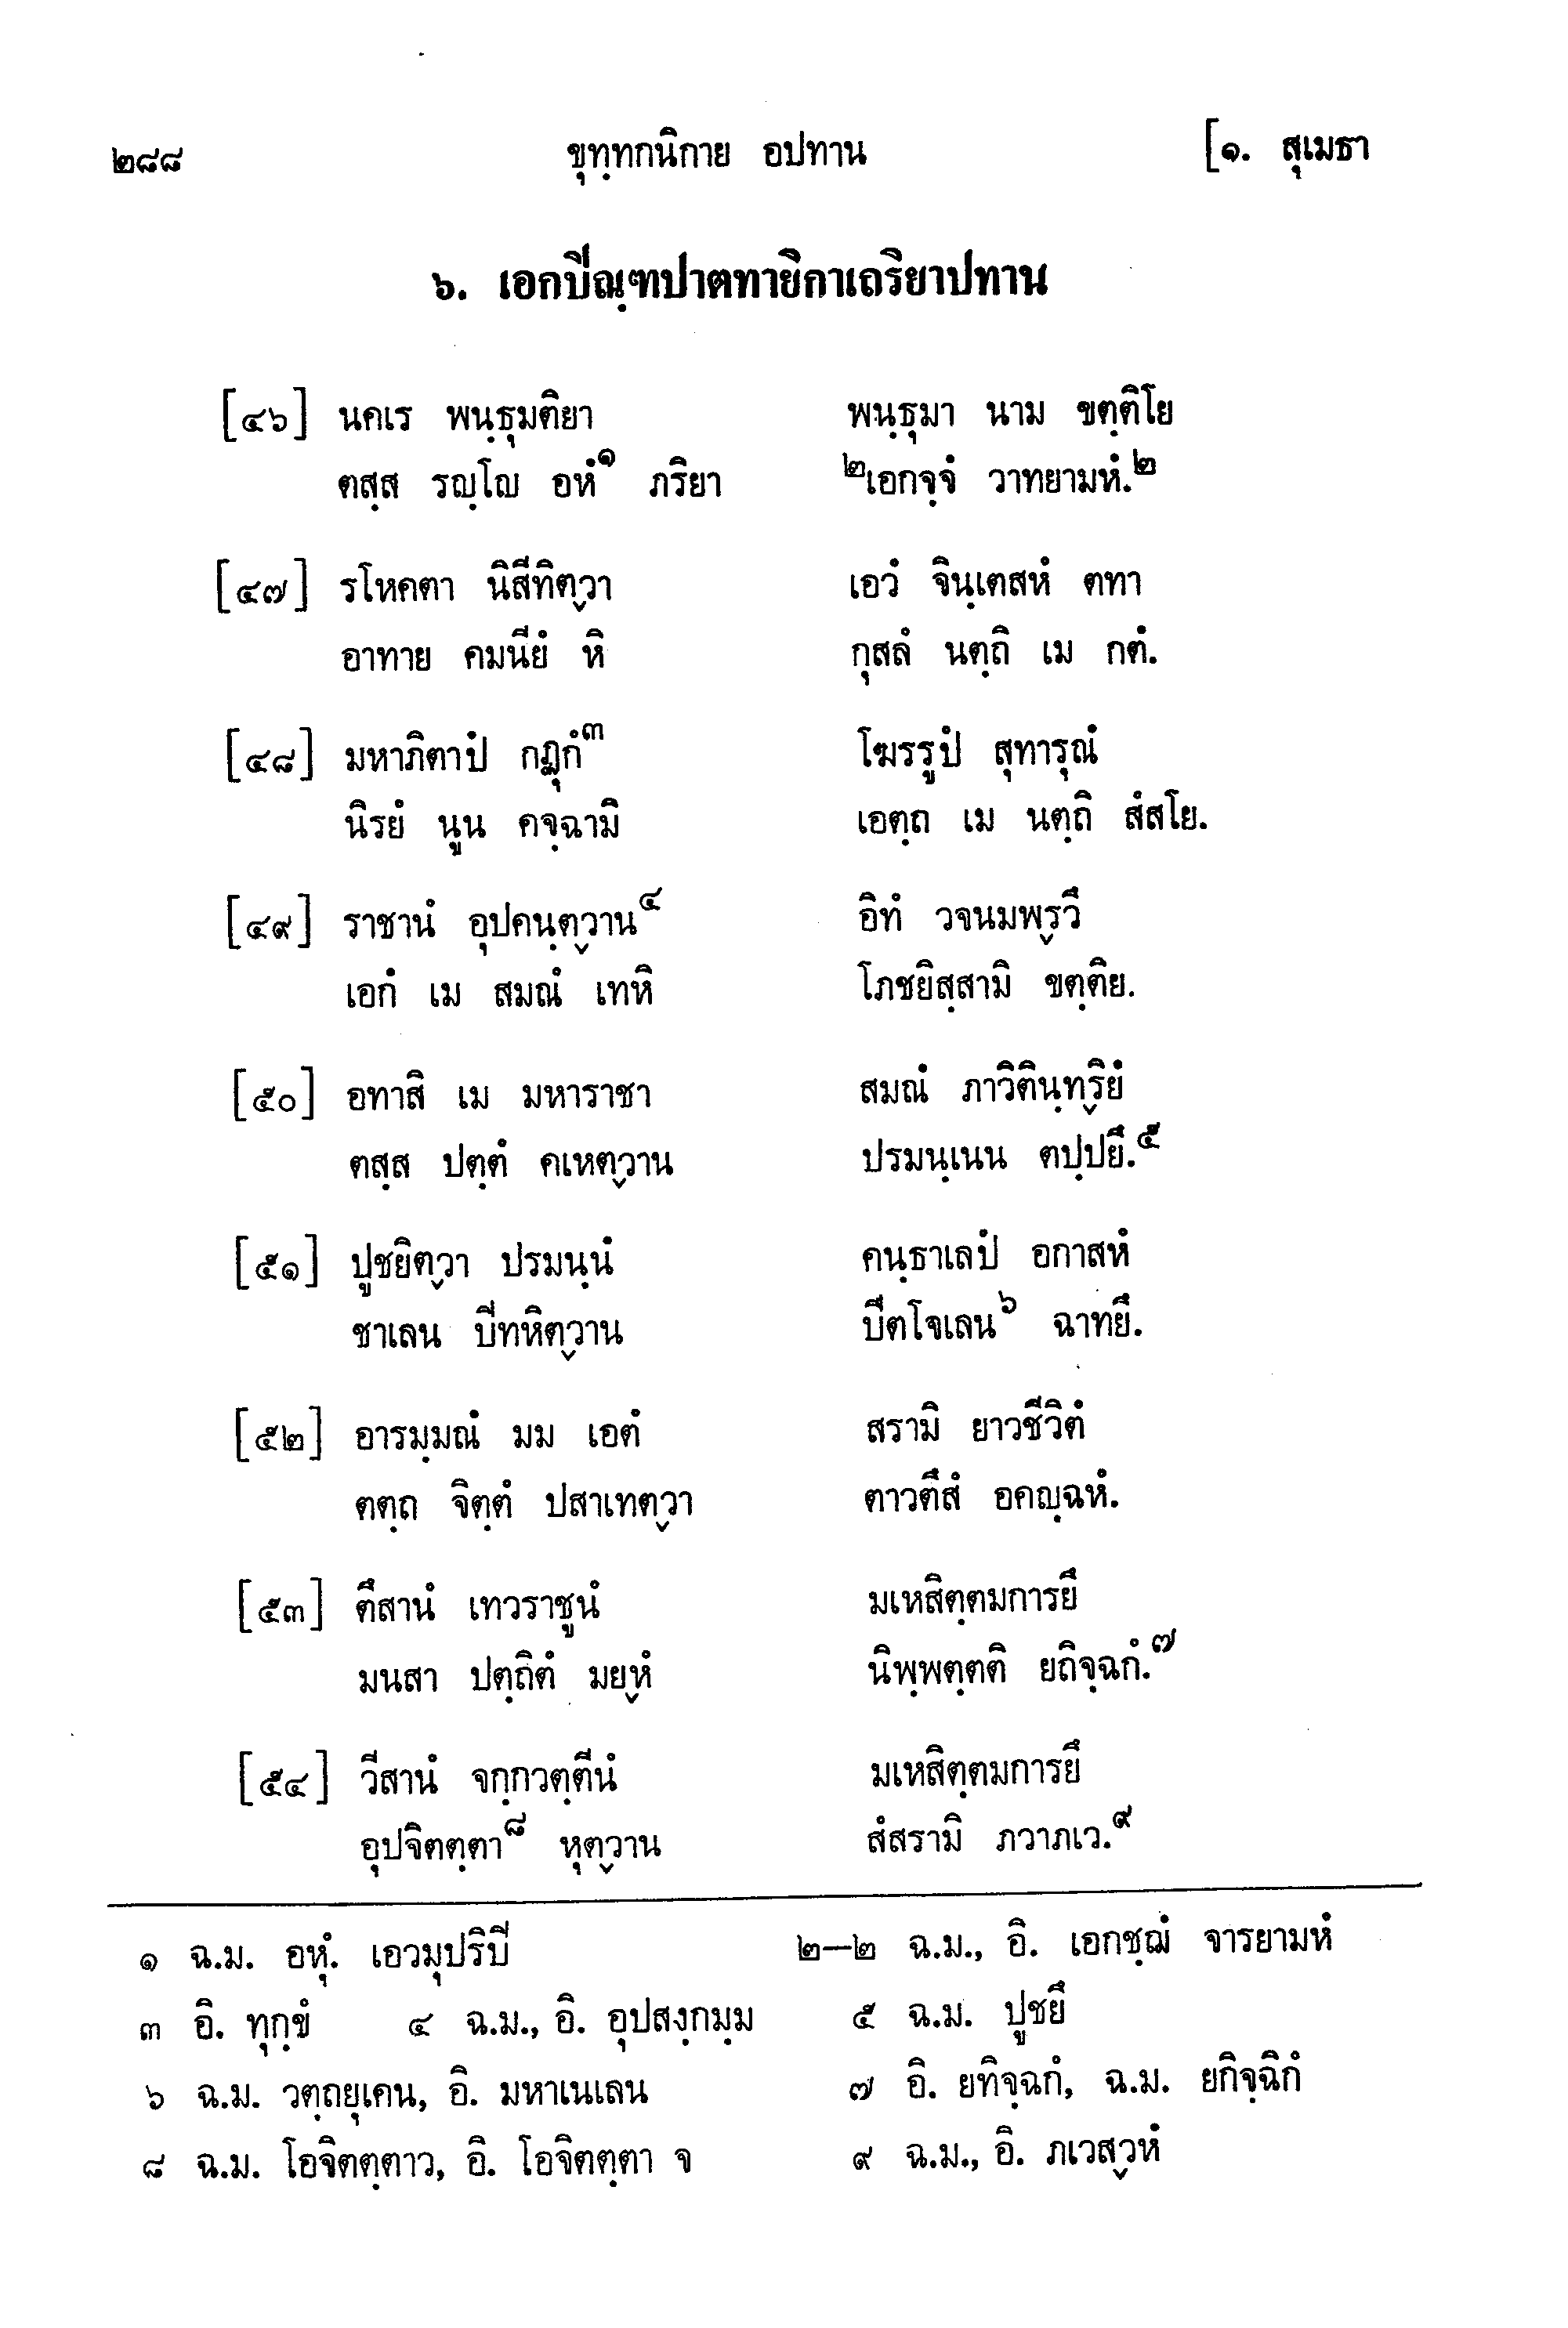 ๒๘๘ ขุทฺทกนิกาย อปทาน [๑. สุเมธา
๖. เอกปิณฺฑปาตทายิกาเถริยาปทาน
[๔๖] นคเร พนฺธุมติยา พนฺธุมา นาม ขตฺติโย
ตสฺส รญฺโญ อหํ๑ ภริยา ๒เอกจฺจํ วาทยามหํ.๒
[๔๗] รโหคตา นิสีทิตฺวา เอวํ จินฺเตสหํ ตทา
อาทาย คมนียํ หิ กุสลํ นตฺถิ เม กตํ.
[๔๘] มหาภิตาปํ กฏุกํ๓ โฆรรูปํ สุทารุณํ
นิรยํ นูน คจฺฉามิ เอตฺถ เม นตฺถิ สํสโย.
[๔๙] ราชานํ อุปคนฺตฺวาน๔ อิทํ วจนมพฺรวึ
เอกํ เม สมณํ เทหิ โภชยิสฺสามิ ขตฺติย.
[๕๐] อทาสิ เม มหาราชา สมณํ ภาวิตินฺทฺริยํ
ตสฺส ปตฺตํ คเหตฺวาน ปรมนฺเนน ตปฺปยึ.๕
[๕๑] ปูชยิตฺวา ปรมนฺนํ คนฺธาเลปํ อกาสหํ
ชาเลน ปิทหิตฺวาน ปีตโจเลน๖ ฉาทยึ.
[๕๒] อารมฺมณํ มม เอตํ สรามิ ยาวชีวิตํ
ตตฺถ จิตฺตํ ปสาเทตฺวา ตาวตึสํ อคญฺฉหํ.
[๕๓] ตึสานํ เทวราชูนํ มเหสิตฺตมการยึ
มนสา ปตฺถิตํ มยฺหํ นิพฺพตฺตติ ยถิจฺฉกํ.๗
[๕๔] วีสานํ จกฺกวตฺตีนํ มเหสิตฺตมการยึ
อุปจิตตฺตา๘ หุตฺวาน สํสรามิ ภวาภเว.๙
๑ ฉ.ม. อหุํ. เอวมุปริปิ ๒–๒ ฉ.ม., อิ. เอกชฺฌํ จารยามหํ
๓ อิ. ทุกฺขํ ๔ ฉ.ม., อิ. อุปสงฺกมฺม ๕ ฉ.ม. ปูชยึ
๖ ฉ.ม. วตฺถยุเคน, อิ. มหาเนเลน ๗ อิ. ยทิจฺฉกํ, ฉ.ม. ยกิจฺฉิกํ
๘ ฉ.ม. โอจิตตฺตาว, อิ. โอจิตตฺตา จ ๙ ฉ.ม., อิ. ภเวสฺวหํ